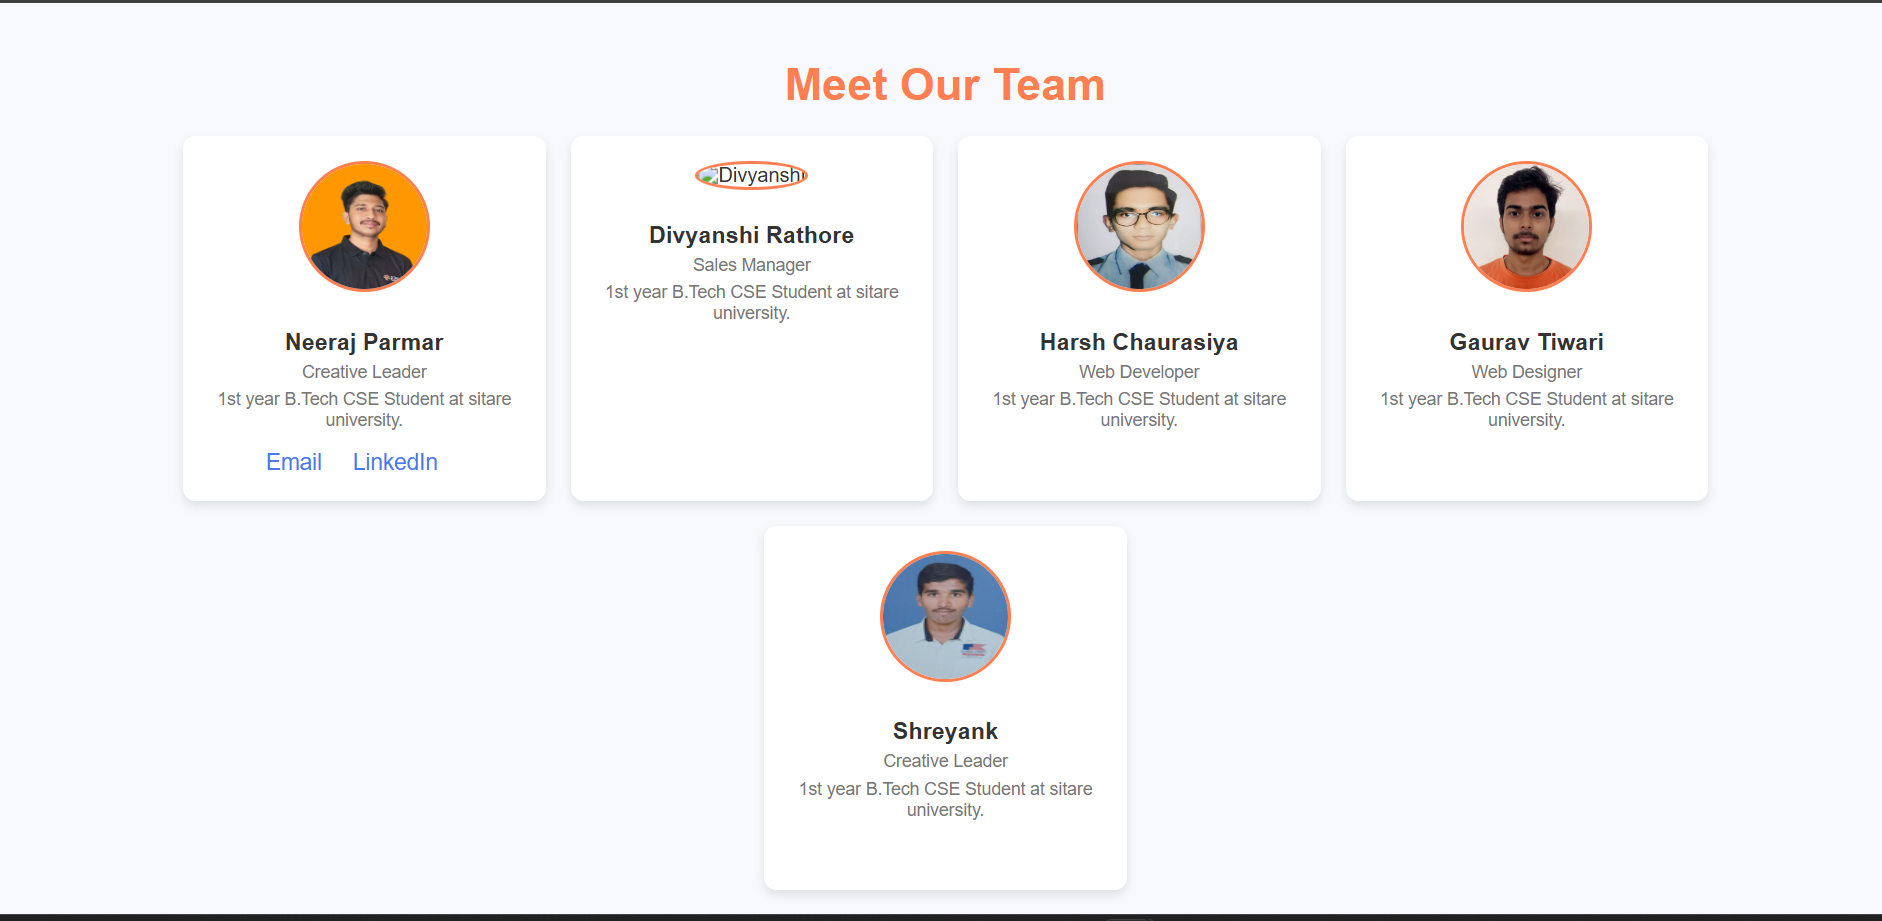 Meet Our Team
Divyansh
Neeraj Parmar
Creative Leader
1st year B.Tech CSE Student at sitare
university.
Email LinkedIn
Divyanshi Rathore
Sales Manager
1st year B.Tech CSE Student at sitare
university.
Harsh Chaurasiya
Web Developer
1st year B.Tech CSE Student at sitare
university.
Gaurav Tiwari
Web Designer
1st year B.Tech CSE Student at sitare
university.
Shreyank
Creative Leader
1st year B.Tech CSE Student at sitare
university.